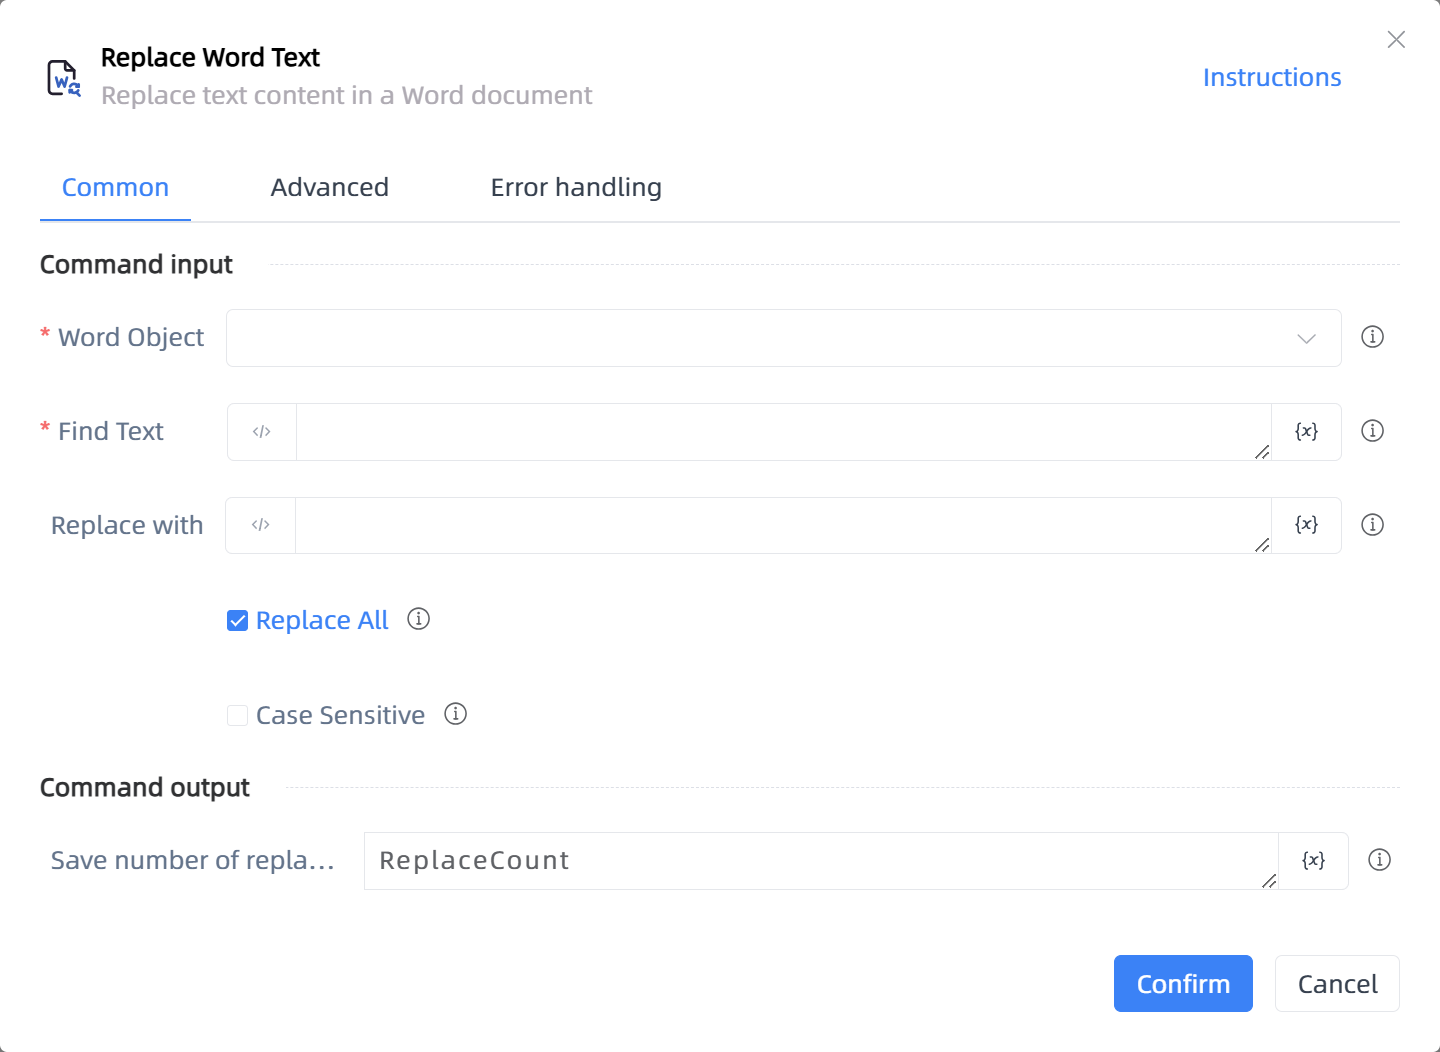 Replace Word Text
Replace text content in a Word document
Instructions
Common Advanced Error handling
Command input
* Word Object
* Find Text </> {x}
Replace with </> {x}
Replace All
Case Sensitive
Command output
Save number of repla... ReplaceCount {x}
Confirm Cancel